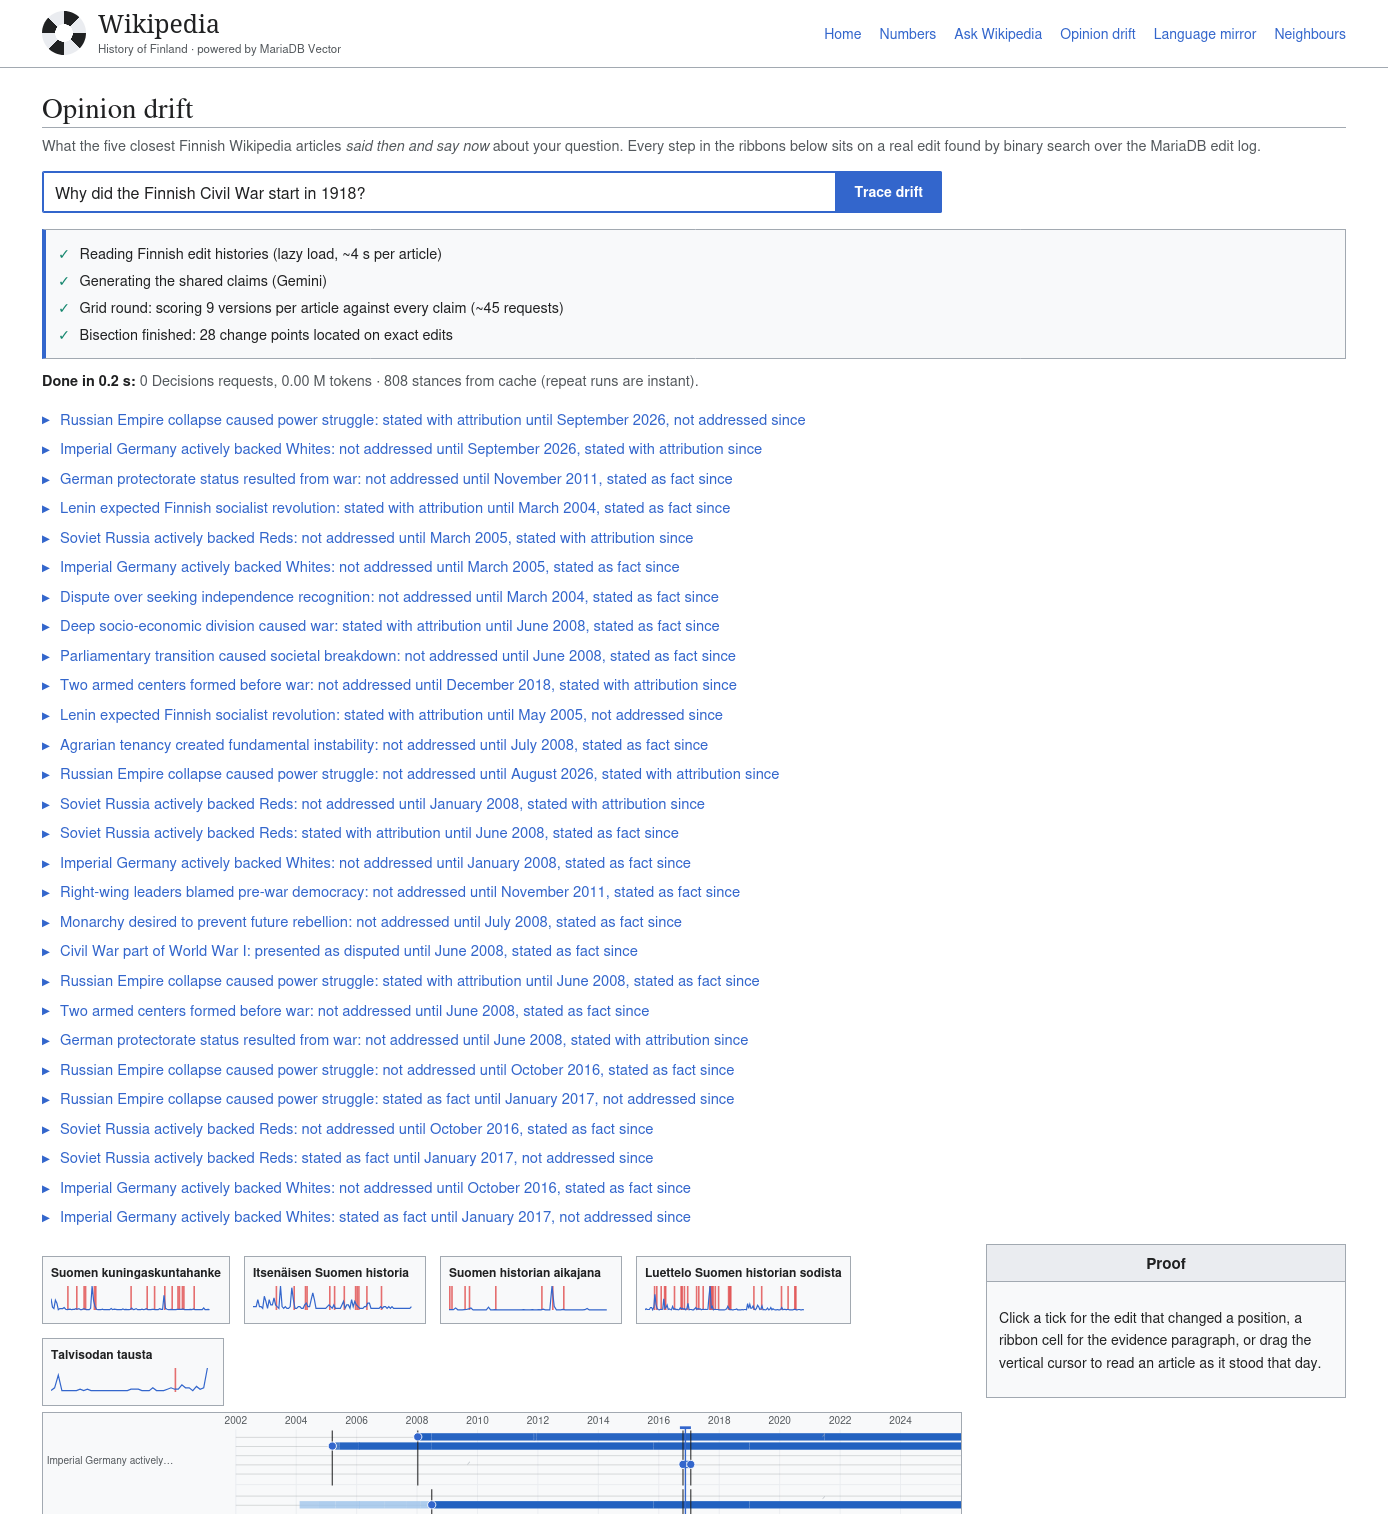 Wikipedia
History of Finland · powered by MariaDB Vector
Home Numbers Ask Wikipedia Opinion drift Language mirror Neighbours
Opinion drift
What the five closest Finnish Wikipedia articles said then and say now about your question. Every step in the ribbons below sits on a real edit found by binary search over the MariaDB edit log.
Why did the Finnish Civil War start in 1918?
Trace drift
✓ Reading Finnish edit histories (lazy load, ~4 s per article)
✓ Generating the shared claims (Gemini)
✓ Grid round: scoring 9 versions per article against every claim (~45 requests)
✓ Bisection finished: 28 change points located on exact edits
Done in 0.2 s: 0 Decisions requests, 0.00 M tokens · 808 stances from cache (repeat runs are instant).
▶ Russian Empire collapse caused power struggle: stated with attribution until September 2026, not addressed since
▶ Imperial Germany actively backed Whites: not addressed until September 2026, stated with attribution since
▶ German protectorate status resulted from war: not addressed until November 2011, stated as fact since
▶ Lenin expected Finnish socialist revolution: stated with attribution until March 2004, stated as fact since
▶ Soviet Russia actively backed Reds: not addressed until March 2005, stated with attribution since
▶ Imperial Germany actively backed Whites: not addressed until March 2005, stated as fact since
▶ Dispute over seeking independence recognition: not addressed until March 2004, stated as fact since
▶ Deep socio-economic division caused war: stated with attribution until June 2008, stated as fact since
▶ Parliamentary transition caused societal breakdown: not addressed until June 2008, stated as fact since
▶ Two armed centers formed before war: not addressed until December 2018, stated with attribution since
▶ Lenin expected Finnish socialist revolution: stated with attribution until May 2005, not addressed since
▶ Agrarian tenancy created fundamental instability: not addressed until July 2008, stated as fact since
▶ Russian Empire collapse caused power struggle: not addressed until August 2026, stated with attribution since
▶ Soviet Russia actively backed Reds: not addressed until January 2008, stated with attribution since
▶ Soviet Russia actively backed Reds: stated with attribution until June 2008, stated as fact since
▶ Imperial Germany actively backed Whites: not addressed until January 2008, stated as fact since
▶ Right-wing leaders blamed pre-war democracy: not addressed until November 2011, stated as fact since
▶ Monarchy desired to prevent future rebellion: not addressed until July 2008, stated as fact since
▶ Civil War part of World War I: presented as disputed until June 2008, stated as fact since
▶ Russian Empire collapse caused power struggle: stated with attribution until June 2008, stated as fact since
▶ Two armed centers formed before war: not addressed until June 2008, stated as fact since
▶ German protectorate status resulted from war: not addressed until June 2008, stated with attribution since
▶ Russian Empire collapse caused power struggle: not addressed until October 2016, stated as fact since
▶ Russian Empire collapse caused power struggle: stated as fact until January 2017, not addressed since
▶ Soviet Russia actively backed Reds: not addressed until October 2016, stated as fact since
▶ Soviet Russia actively backed Reds: stated as fact until January 2017, not addressed since
▶ Imperial Germany actively backed Whites: not addressed until October 2016, stated as fact since
▶ Imperial Germany actively backed Whites: stated as fact until January 2017, not addressed since
Suomen kuningaskuntahanke
Itsenäisen Suomen historia
Suomen historian aikajana
Luettelo Suomen historian sodista
Talvisodan tausta
Proof
Click a tick for the edit that changed a position, a
ribbon cell for the evidence paragraph, or drag the
vertical cursor to read an article as it stood that day.
2002 2004 2006 2008 2010 2012 2014 2016 2018 2020 2022 2024
Imperial Germany actively…